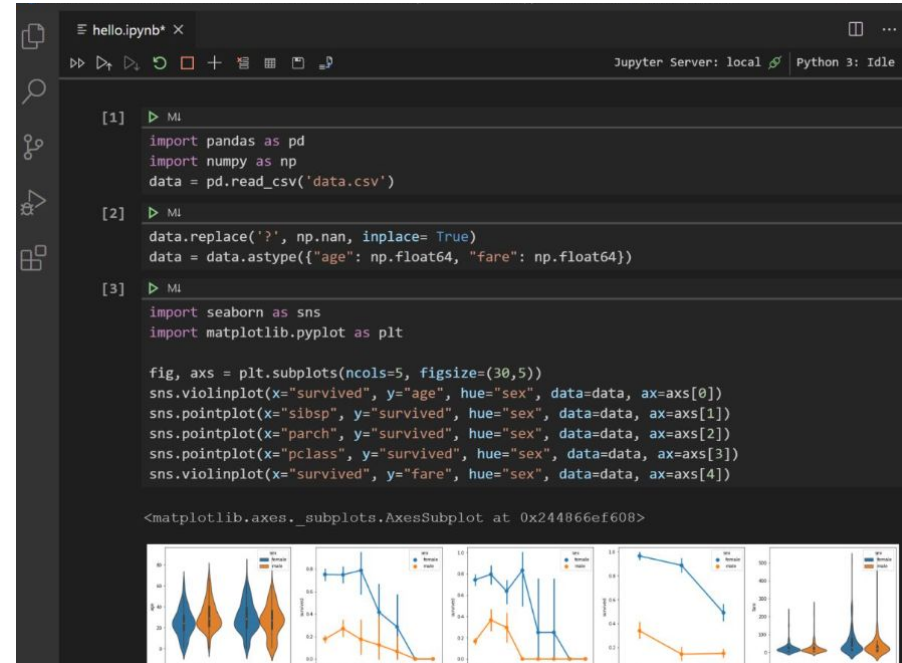 hello.ipynb*
Jupyter Server: local
Python 3: Idle
[1]
M↓
import pandas as pd
import numpy as np
data = pd.read_csv('data.csv')
[2]
M↓
data.replace('?', np.nan, inplace= True)
data = data.astype({"age": np.float64, "fare": np.float64})
[3]
M↓
import seaborn as sns
import matplotlib.pyplot as plt
fig, axs = plt.subplots(ncols=5, figsize=(30,5))
sns.violinplot(x="survived", y="age", hue="sex", data=data, ax=axs[0])
sns.pointplot(x="sibsp", y="survived", hue="sex", data=data, ax=axs[1])
sns.pointplot(x="parch", y="survived", hue="sex", data=data, ax=axs[2])
sns.pointplot(x="pclass", y="survived", hue="sex", data=data, ax=axs[3])
sns.violinplot(x="survived", y="fare", hue="sex", data=data, ax=axs[4])
<matplotlib.axes._subplots.AxesSubplot at 0x244866ef608>